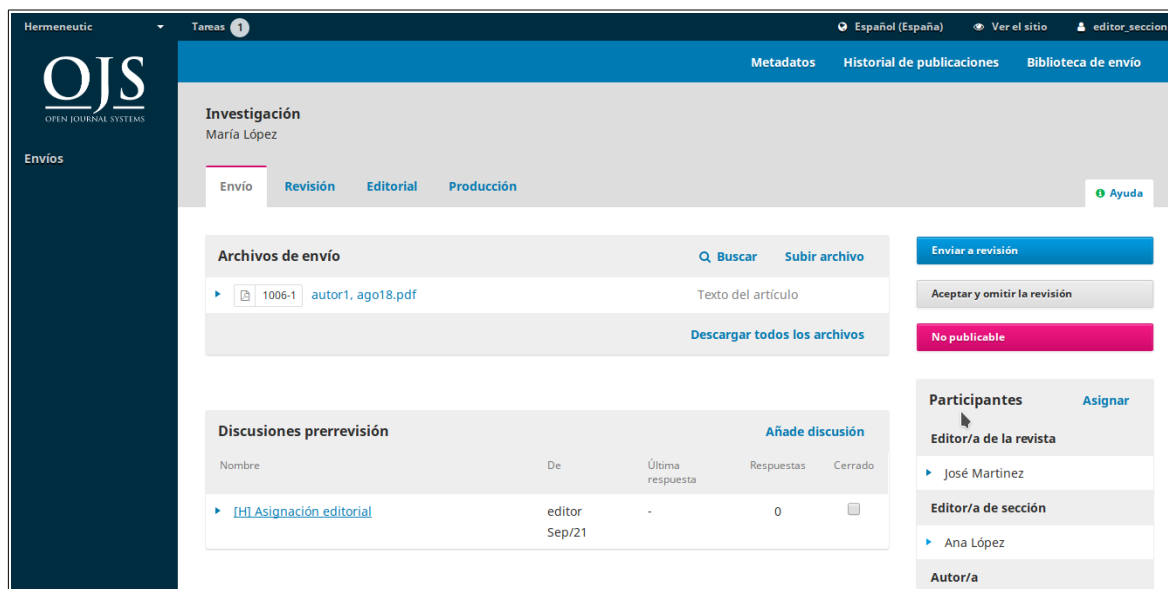 Hermeneutic
Tareas 1
Español (España)
Ver el sitio
editor_seccion
OJS
OPEN JOURNAL SYSTEMS
Metadatos
Historial de publicaciones
Biblioteca de envío
Envíos
Investigación
María López
Envío
Revisión
Editorial
Producción
Ayuda
Archivos de envío
Buscar
Subir archivo
1006-1 autor1, ago18.pdf
Texto del artículo
Descargar todos los archivos
Enviar a revisión
Aceptar y omitir la revisión
No publicable
Discusiones prerrevisión
Añade discusión
Nombre
De
Última
respuesta
Respuestas
Cerrado
[H] Asignación editorial
editor
Sep/21
-
0
Participantes
Asignar
Editor/a de la revista
José Martinez
Editor/a de sección
Ana López
Autor/a